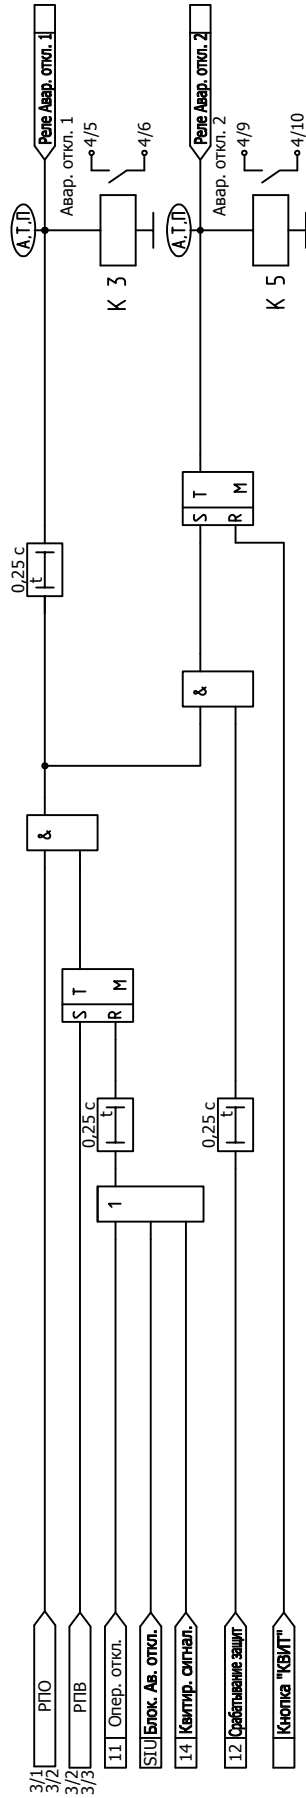 3/1
3/2
РПО
3/2
3/3
РПВ
11 Опер. откл.
SIU Блок. Ав. откл.
14 Квитир. сигнал.
12 Срабатывание защит
Кнопка "КВИТ"
1
0,25 с
t
0,25 с
t
S T
R M
&
&
0,25 с
t
S T
R M
А,Т,П
К 3
Авар. откл. 1
4/5
4/6
Реле Авар. откл. 1
А,Т,П
К 5
Авар. откл. 2
4/9
4/10
Реле Авар. откл. 2